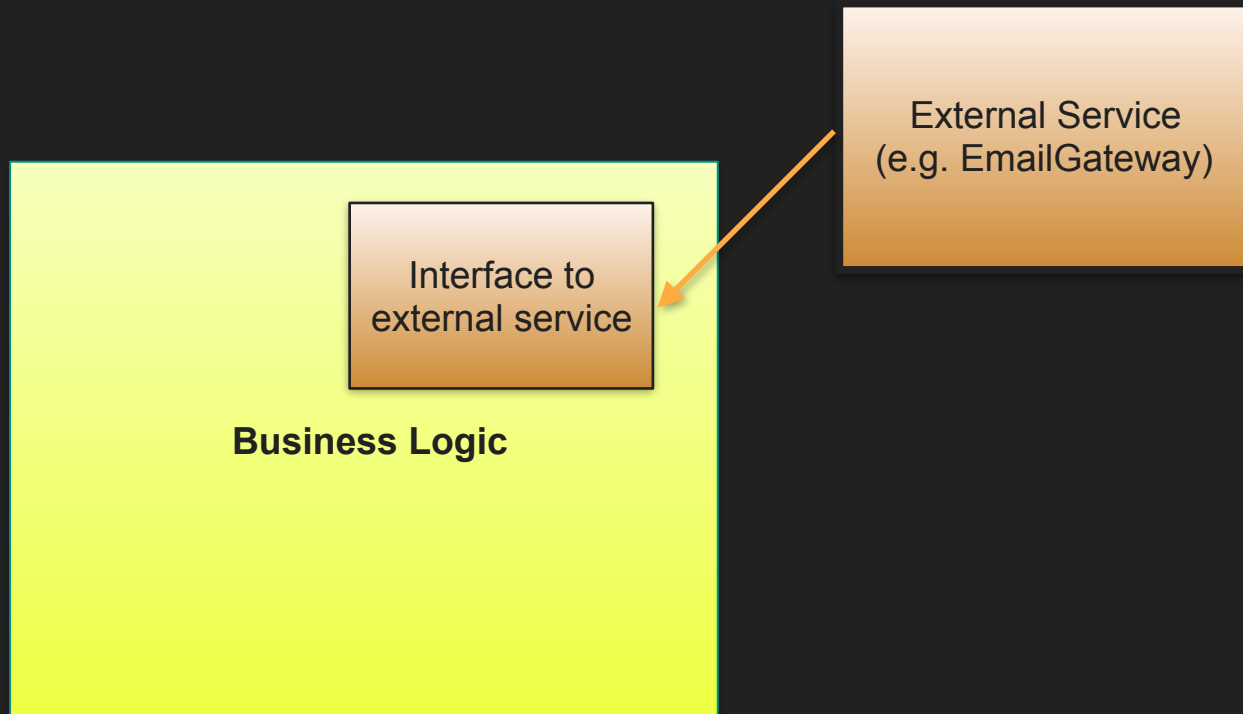 External Service
(e.g. EmailGateway)
Interface to
external service
Business Logic